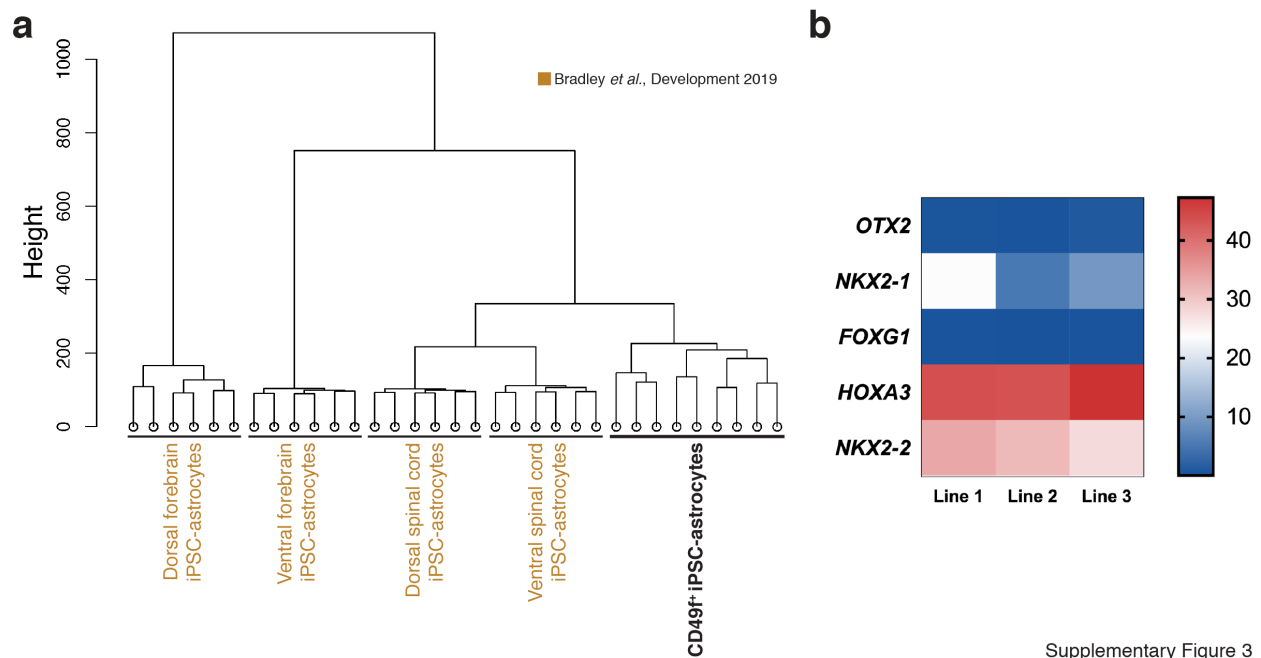 a
Height
0
200
400
600
800
1000
Bradley et al., Development 2019
Dorsal forebrain
iPSC-astrocytes
Ventral forebrain
iPSC-astrocytes
Dorsal spinal cord
iPSC-astrocytes
Ventral spinal cord
iPSC-astrocytes
CD49f⁺ iPSC-astrocytes
b
OTX2
NKX2-1
FOXG1
HOXA3
NKX2-2
Line 1 Line 2 Line 3
40
30
20
10
Supplementary Figure 3